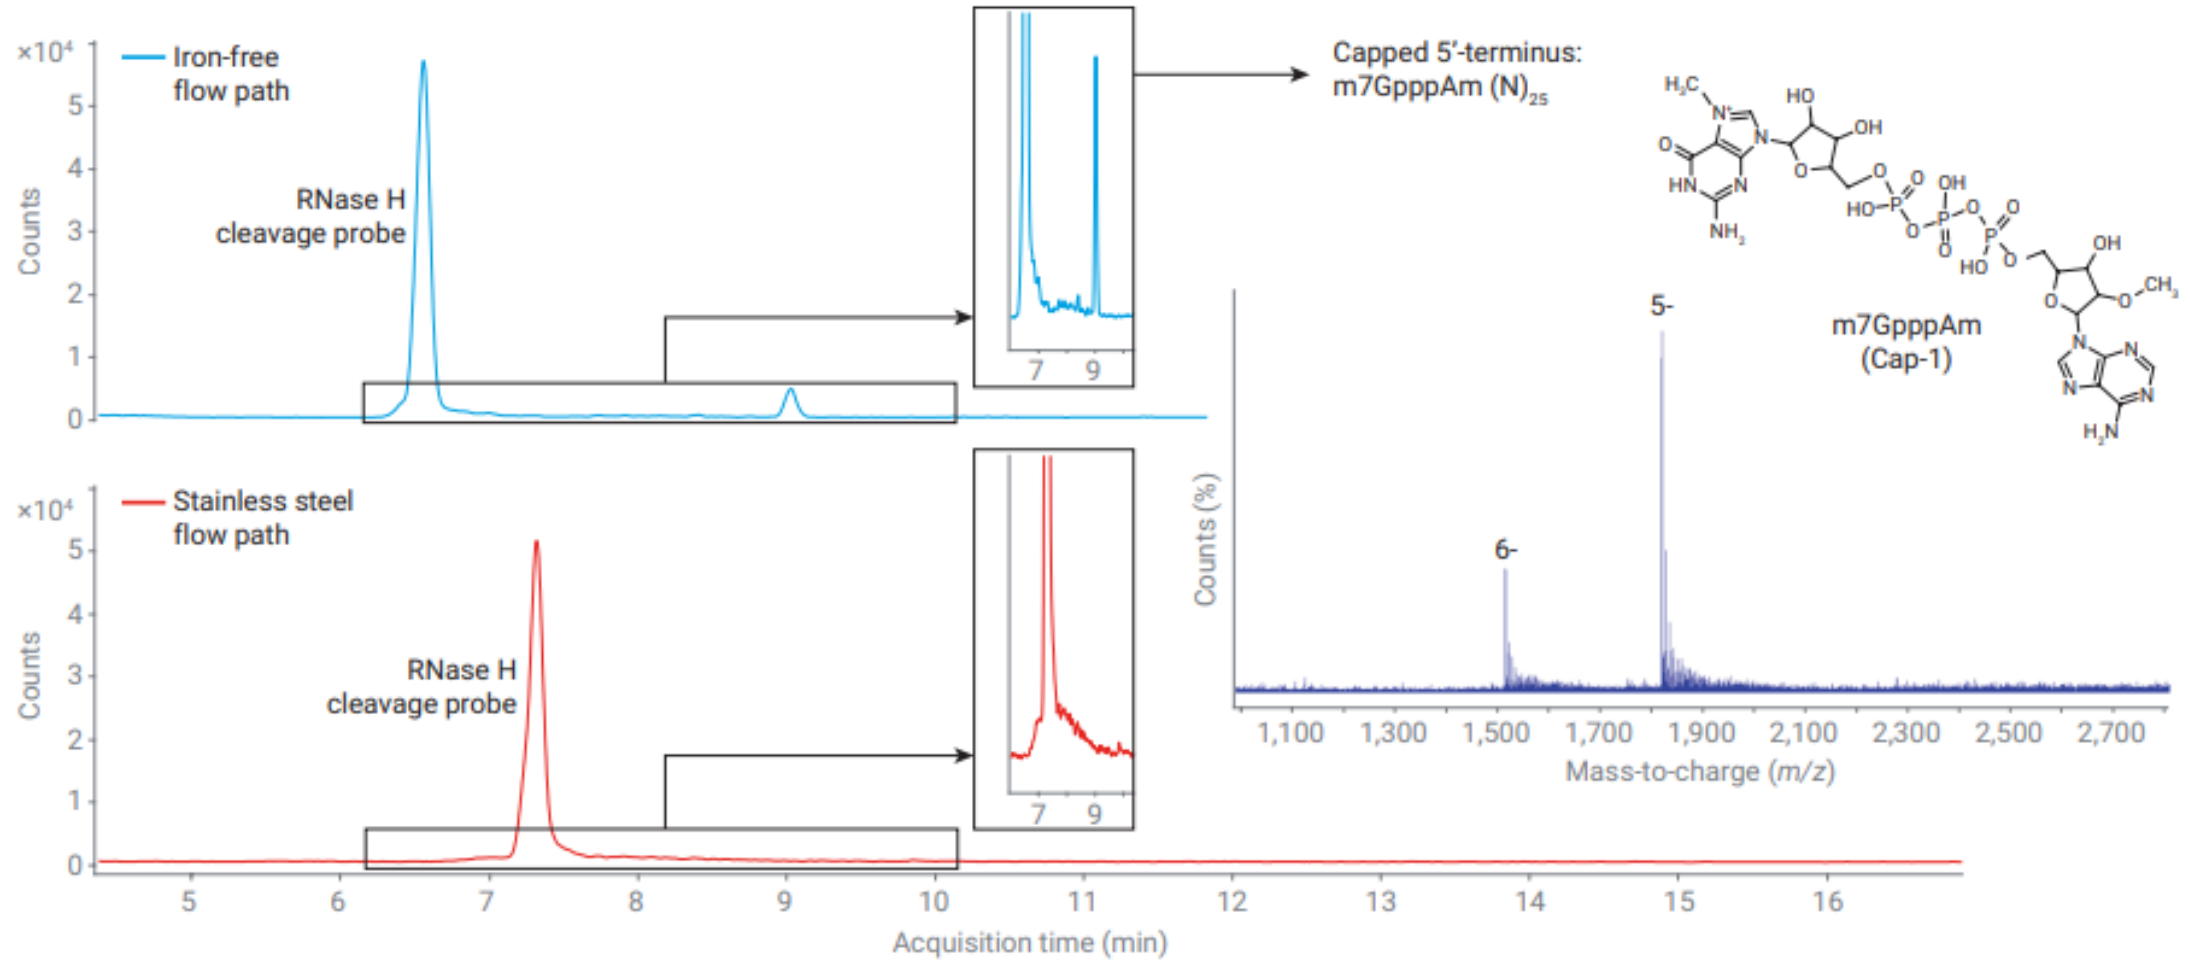 ×10⁴
Iron-free
flow path
5
4
3
2
1
0
Counts
RNase H
cleavage probe
7 9
Capped 5′-terminus:
m7GpppAm (N)₂₅
H₃C
N⁺
N
O
HN
N
NH₂
HO
OH
O
O
O
HO
P
OH
O
P
O
O
O
P
HO
O
OH
O
O
CH₃
N
N
N
N
H₂N
m7GpppAm
(Cap-1)
×10⁴
Stainless steel
flow path
5
4
3
2
1
0
Counts
RNase H
cleavage probe
7 9
5 6 7 8 9 10 11 12 13 14 15 16
Acquisition time (min)
5-
6-
Counts (%)
1,100 1,300 1,500 1,700 1,900 2,100 2,300 2,500 2,700
Mass-to-charge (m/z)